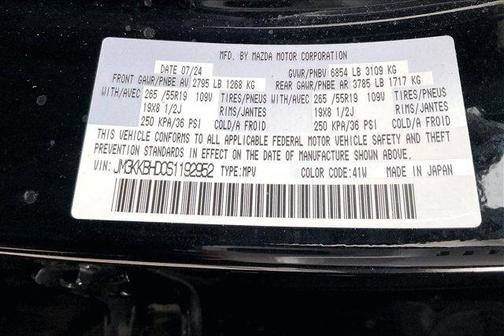 MFD. BY MAZDA MOTOR CORPORATION
DATE 07/24 GVWR/PNBV 6854 LB 3109 KG
FRONT GAWR/PNBE AV 2795 LB 1268 KG REAR GAWR/PNBE AR 3785 LB 1717 KG
WITH/AVEC 265 /55R19 109V TIRES/PNEUS WITH/AVEC 265 /55R19 109V TIRES/PNEUS
19X8 1/2J RIMS/JANTES 19X8 1/2J RIMS/JANTES
250 KPA/36 PSI COLD/A FROID 250 KPA/36 PSI COLD/A FROID
THIS VEHICLE CONFORMS TO ALL APPLICABLE FEDERAL MOTOR VEHICLE SAFETY AND THEFT
PREVENTION STANDARDS IN EFFECT ON THE DATE OF MANUFACTURE SHOWN ABOVE.
VIN: JM3KKBHD0S1192952 TYPE:MPV COLOR CODE:41W MADE IN JAPAN